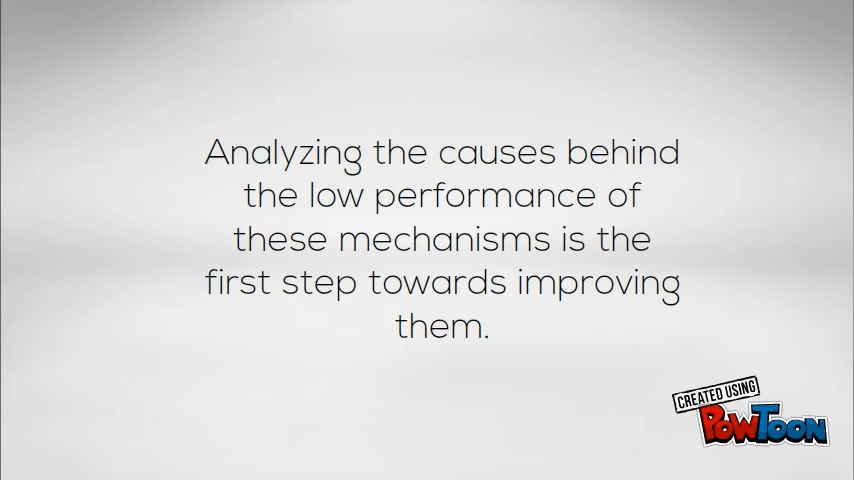 Analyzing the causes behind
the low performance of
these mechanisms is the
first step towards improving
them.
CREATED USING
POWTOON